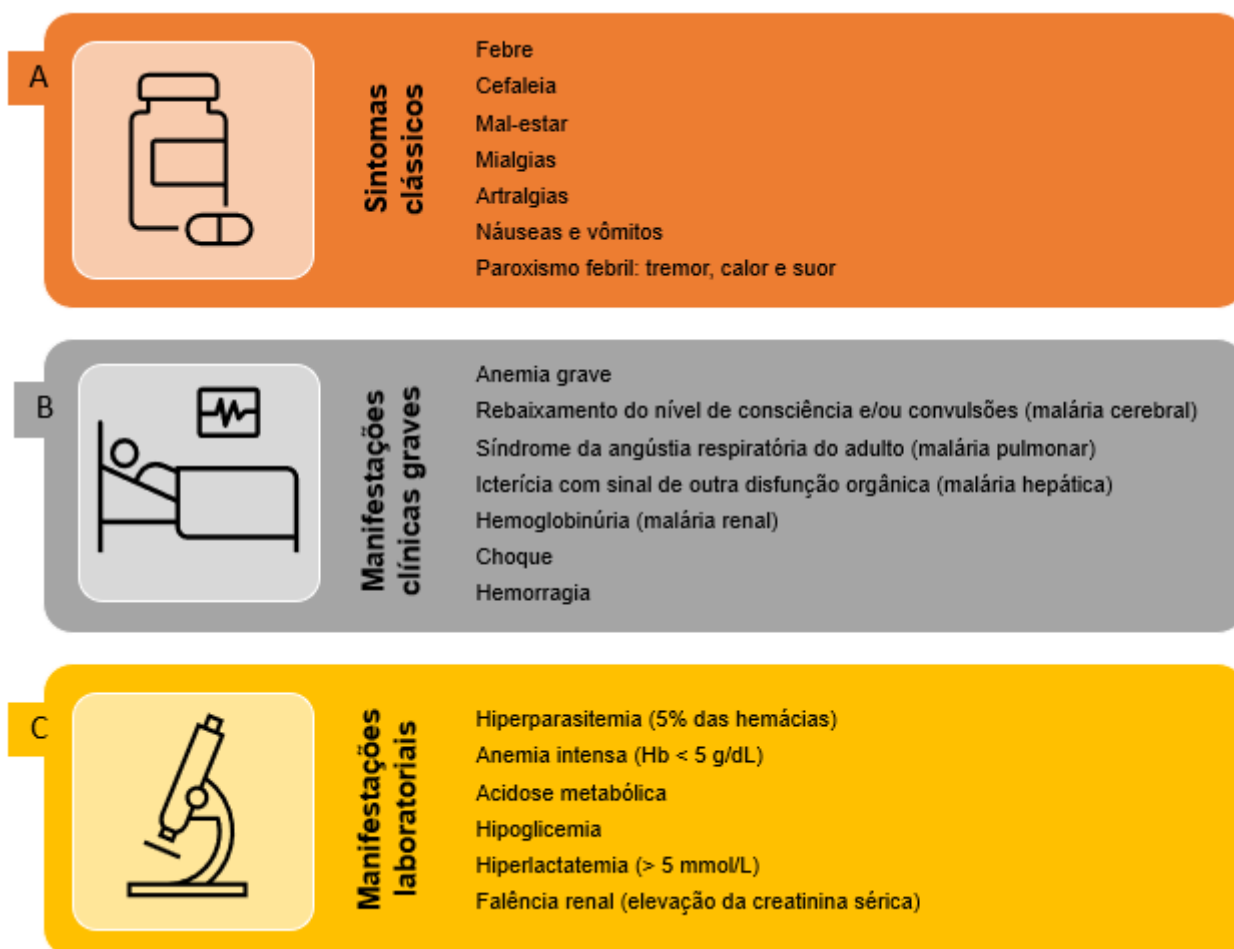 A
Sintomas
clássicos
Febre
Cefaleia
Mal-estar
Mialgias
Artralgias
Náuseas e vômitos
Paroxismo febril: tremor, calor e suor
B
Manifestações
clínicas graves
Anemia grave
Rebaixamento do nível de consciência e/ou convulsões (malária cerebral)
Síndrome da angústia respiratória do adulto (malária pulmonar)
Icterícia com sinal de outra disfunção orgânica (malária hepática)
Hemoglobinúria (malária renal)
Choque
Hemorragia
C
Manifestações
laboratoriais
Hiperparasitemia (5% das hemácias)
Anemia intensa (Hb < 5 g/dL)
Acidose metabólica
Hipoglicemia
Hiperlactatemia (> 5 mmol/L)
Falência renal (elevação da creatinina sérica)